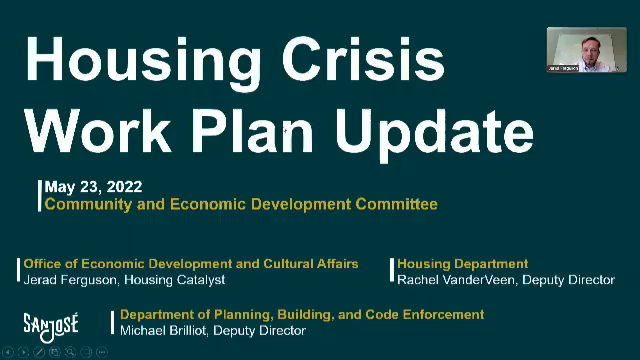 Housing Crisis
Work Plan Update
Jerad Ferguson
May 23, 2022
Community and Economic Development Committee
Office of Economic Development and Cultural Affairs
Jerad Ferguson, Housing Catalyst
Housing Department
Rachel VanderVeen, Deputy Director
Department of Planning, Building, and Code Enforcement
Michael Brilliot, Deputy Director
SAN JOSÉ